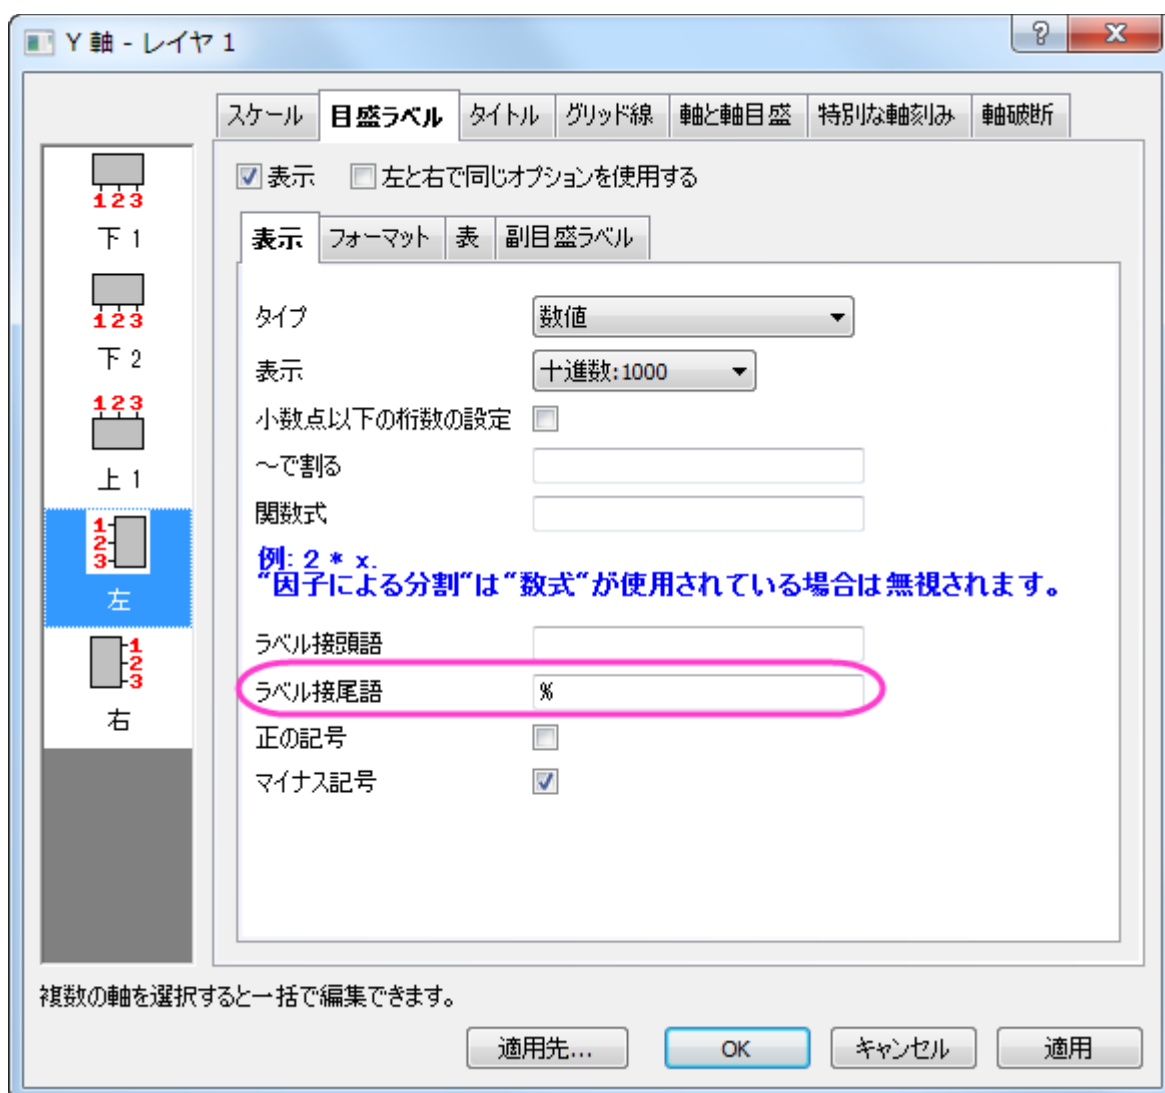 Y 軸 - レイヤ 1
スケール 目盛ラベル タイトル グリッド線 軸と軸目盛 特別な軸刻み 軸破断
1 2 3
下 1
1 2 3
下 2
1 2 3
上 1
1
2
3
左
1
2
3
右
表示 左と右で同じオプションを使用する
表示 フォーマット 表 副目盛ラベル
タイプ 数値
表示 十進数:1000
小数点以下の桁数の設定
～で割る
関数式
例: 2 * x.
“因子による分割“は“数式“が使用されている場合は無視されます。
ラベル接頭語
ラベル接尾語 %
正の記号
マイナス記号
複数の軸を選択すると一括で編集できます。
適用先... OK キャンセル 適用